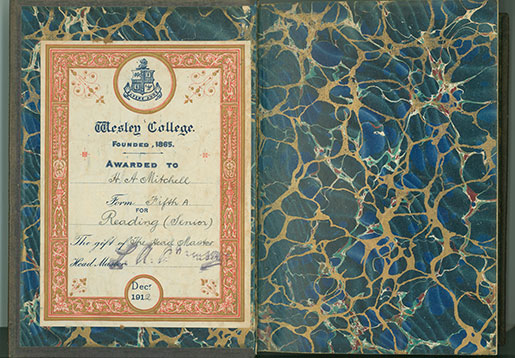 Wesley College.
Founded, 1865.
Awarded to
H. A. Mitchell
Form Fifth A
for
Reading (Senior)
The gift of The Head Master
Head Master
Decr
1912